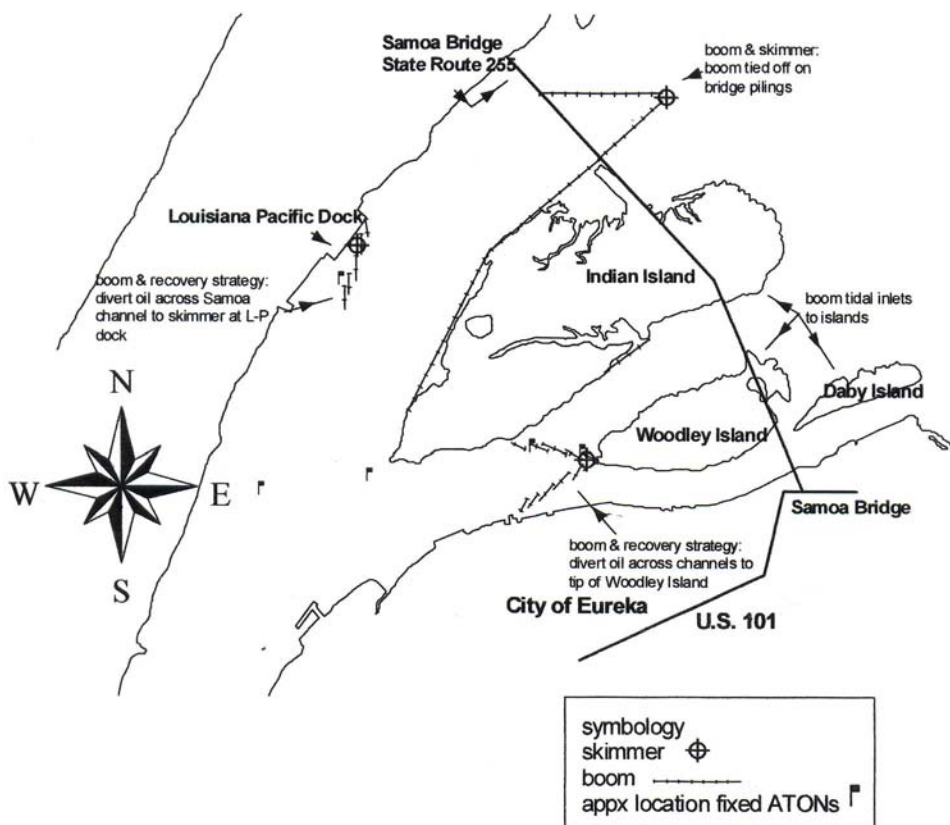 Samoa Bridge
State Route 255
boom & skimmer:
boom tied off on
bridge pilings
Louisiana Pacific Dock
boom & recovery strategy:
divert oil across Samoa
channel to skimmer at L-P
dock
Indian Island
boom tidal inlets
to islands
Daby Island
Woodley Island
N
W
E
S
Samoa Bridge
boom & recovery strategy:
divert oil across channels to
tip of Woodley Island
City of Eureka
U.S. 101
symbology
skimmer
boom
appx location fixed ATONs